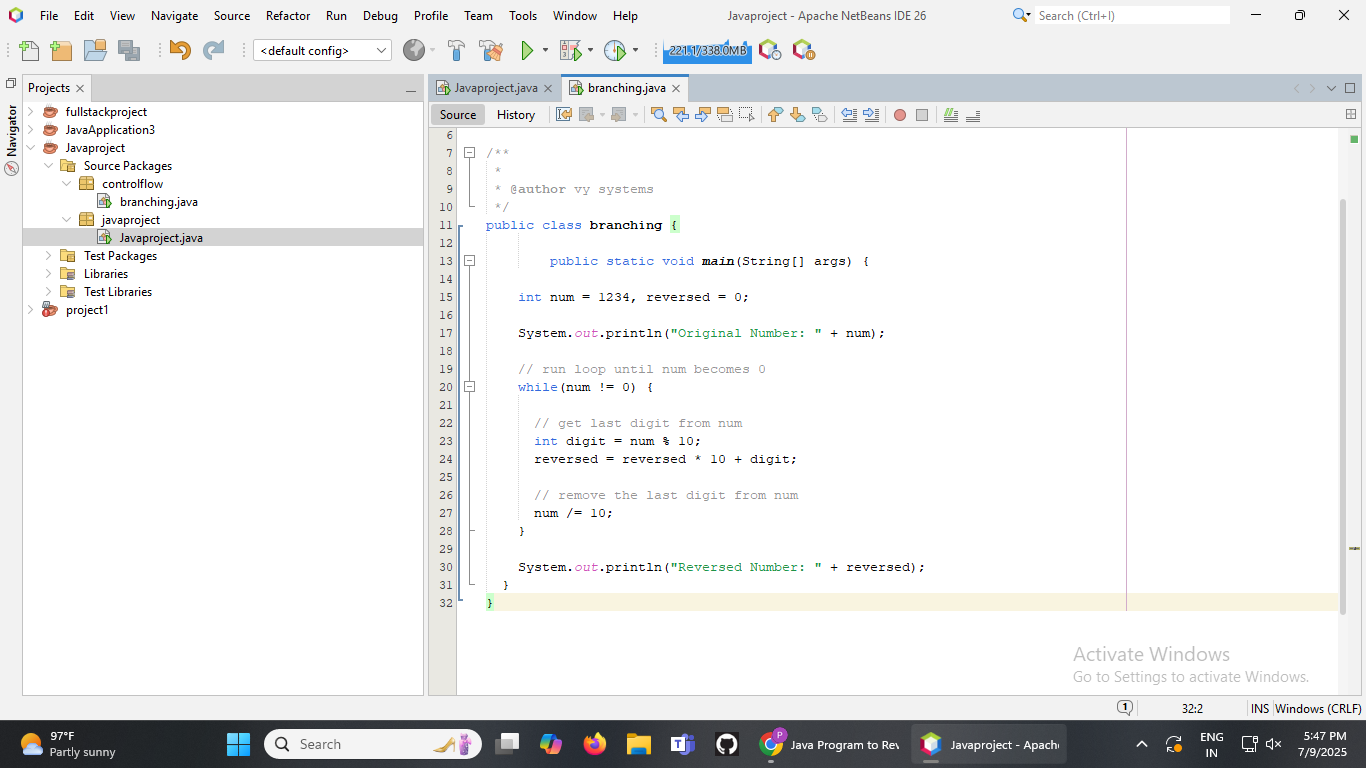 File Edit View Navigate Source Refactor Run Debug Profile Team Tools Window Help
Javaproject - Apache NetBeans IDE 26
Search (Ctrl+I)
<default config>
221.1/338.0MB
Projects
Javaproject.java
branching.java
Navigator
Source
History
fullstackproject
JavaApplication3
Javaproject
Source Packages
controlflow
branching.java
javaproject
Javaproject.java
Test Packages
Libraries
Test Libraries
project1
6
7 /**
8 *
9 * @author vy systems
10 */
11 public class branching {
12
13 public static void main(String[] args) {
14
15 int num = 1234, reversed = 0;
16
17 System.out.println("Original Number: " + num);
18
19 // run loop until num becomes 0
20 while(num != 0) {
21
22 // get last digit from num
23 int digit = num % 10;
24 reversed = reversed * 10 + digit;
25
26 // remove the last digit from num
27 num /= 10;
28 }
29
30 System.out.println("Reversed Number: " + reversed);
31 }
32 }
Activate Windows
Go to Settings to activate Windows.
1
32:2
INS
Windows (CRLF)
97°F
Partly sunny
Search
P
Java Program to Rev
Javaproject - Apach
ENG
IN
5:47 PM
7/9/2025